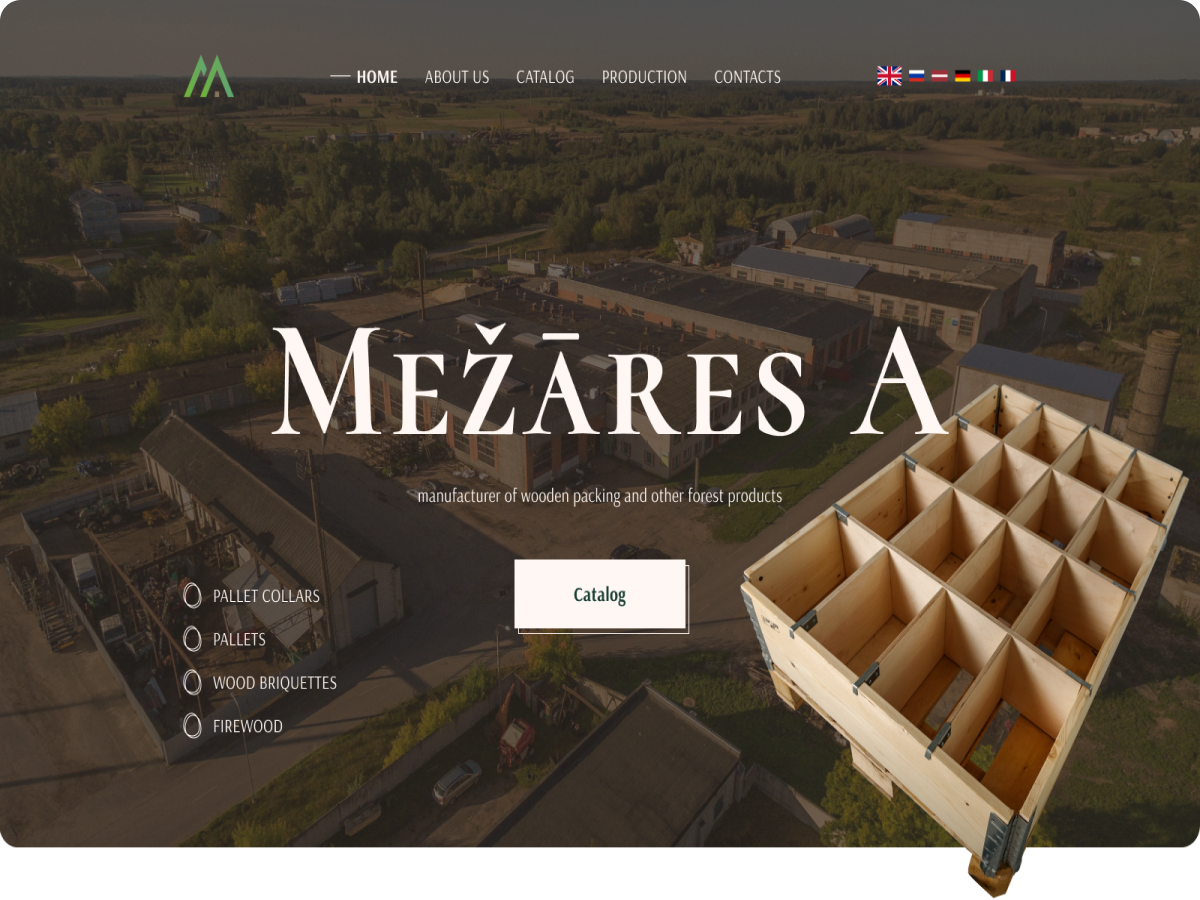 HOME ABOUT US CATALOG PRODUCTION CONTACTS
MEŽĀRES A
manufacturer of wooden packing and other forest products
Catalog
PALLET COLLARS
PALLETS
WOOD BRIQUETTES
FIREWOOD